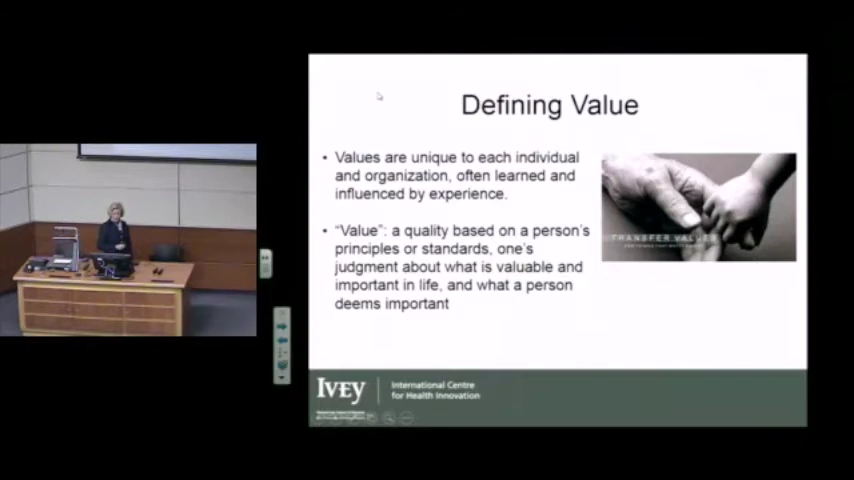 Defining Value
• Values are unique to each individual
and organization, often learned and
influenced by experience.
• “Value”: a quality based on a person's
principles or standards, one's
judgment about what is valuable and
important in life, and what a person
deems important
TRANSFER VALUES
IVEY
International Centre
for Health Innovation